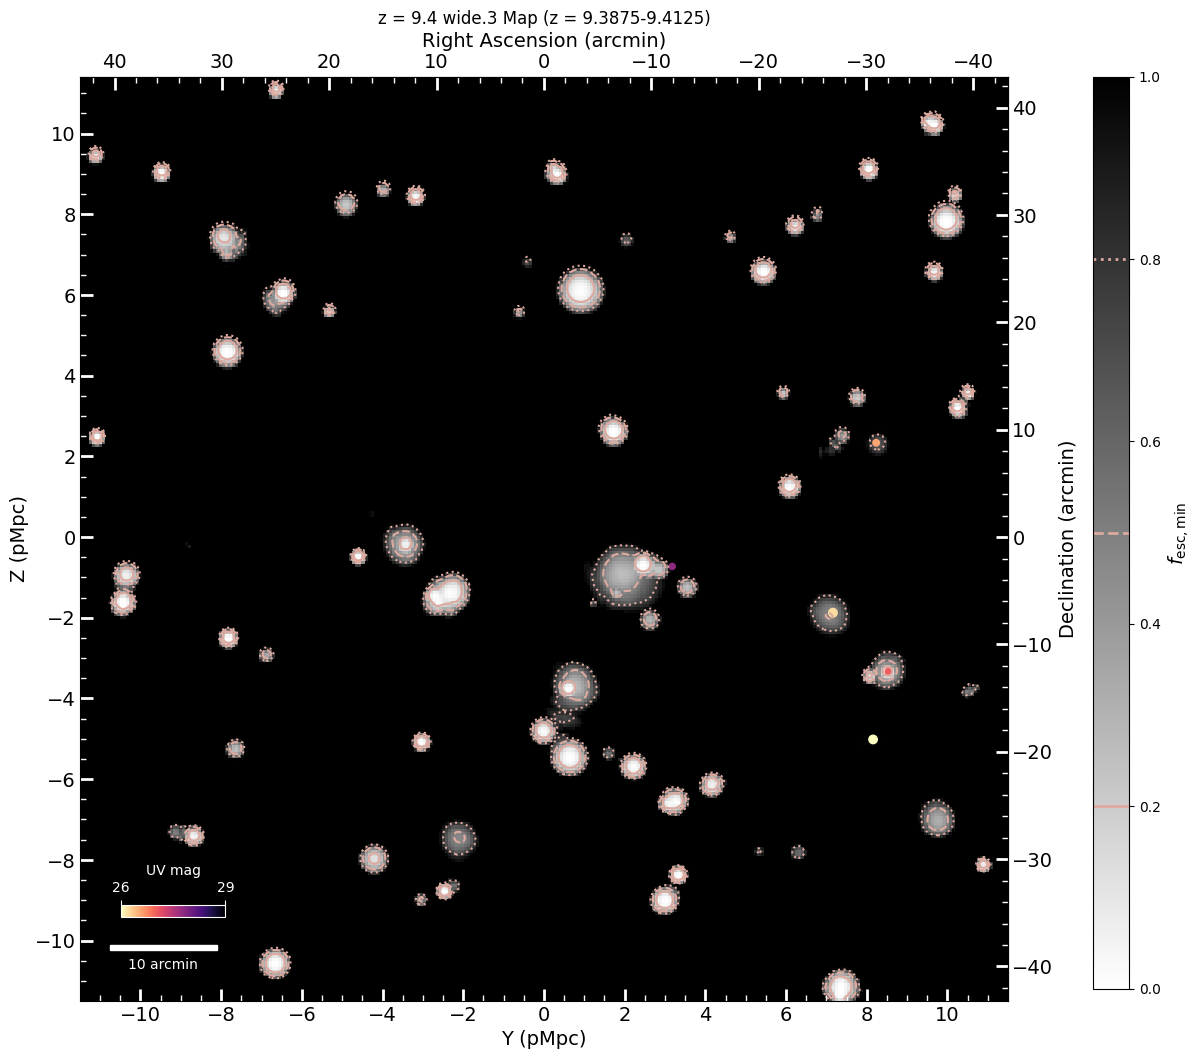 z = 9.4 wide.3 Map (z = 9.3875-9.4125)
Right Ascension (arcmin)
40 30 20 10 0 −10 −20 −30 −40
10
8
6
4
2
0
−2
−4
−6
−8
−10
Z (pMpc)
40
30
20
10
0
−10
−20
−30
−40
Declination (arcmin)
1.0
0.8
0.6
0.4
0.2
0.0
fesc,min
UV mag
26 29
10 arcmin
−10 −8 −6 −4 −2 0 2 4 6 8 10
Y (pMpc)